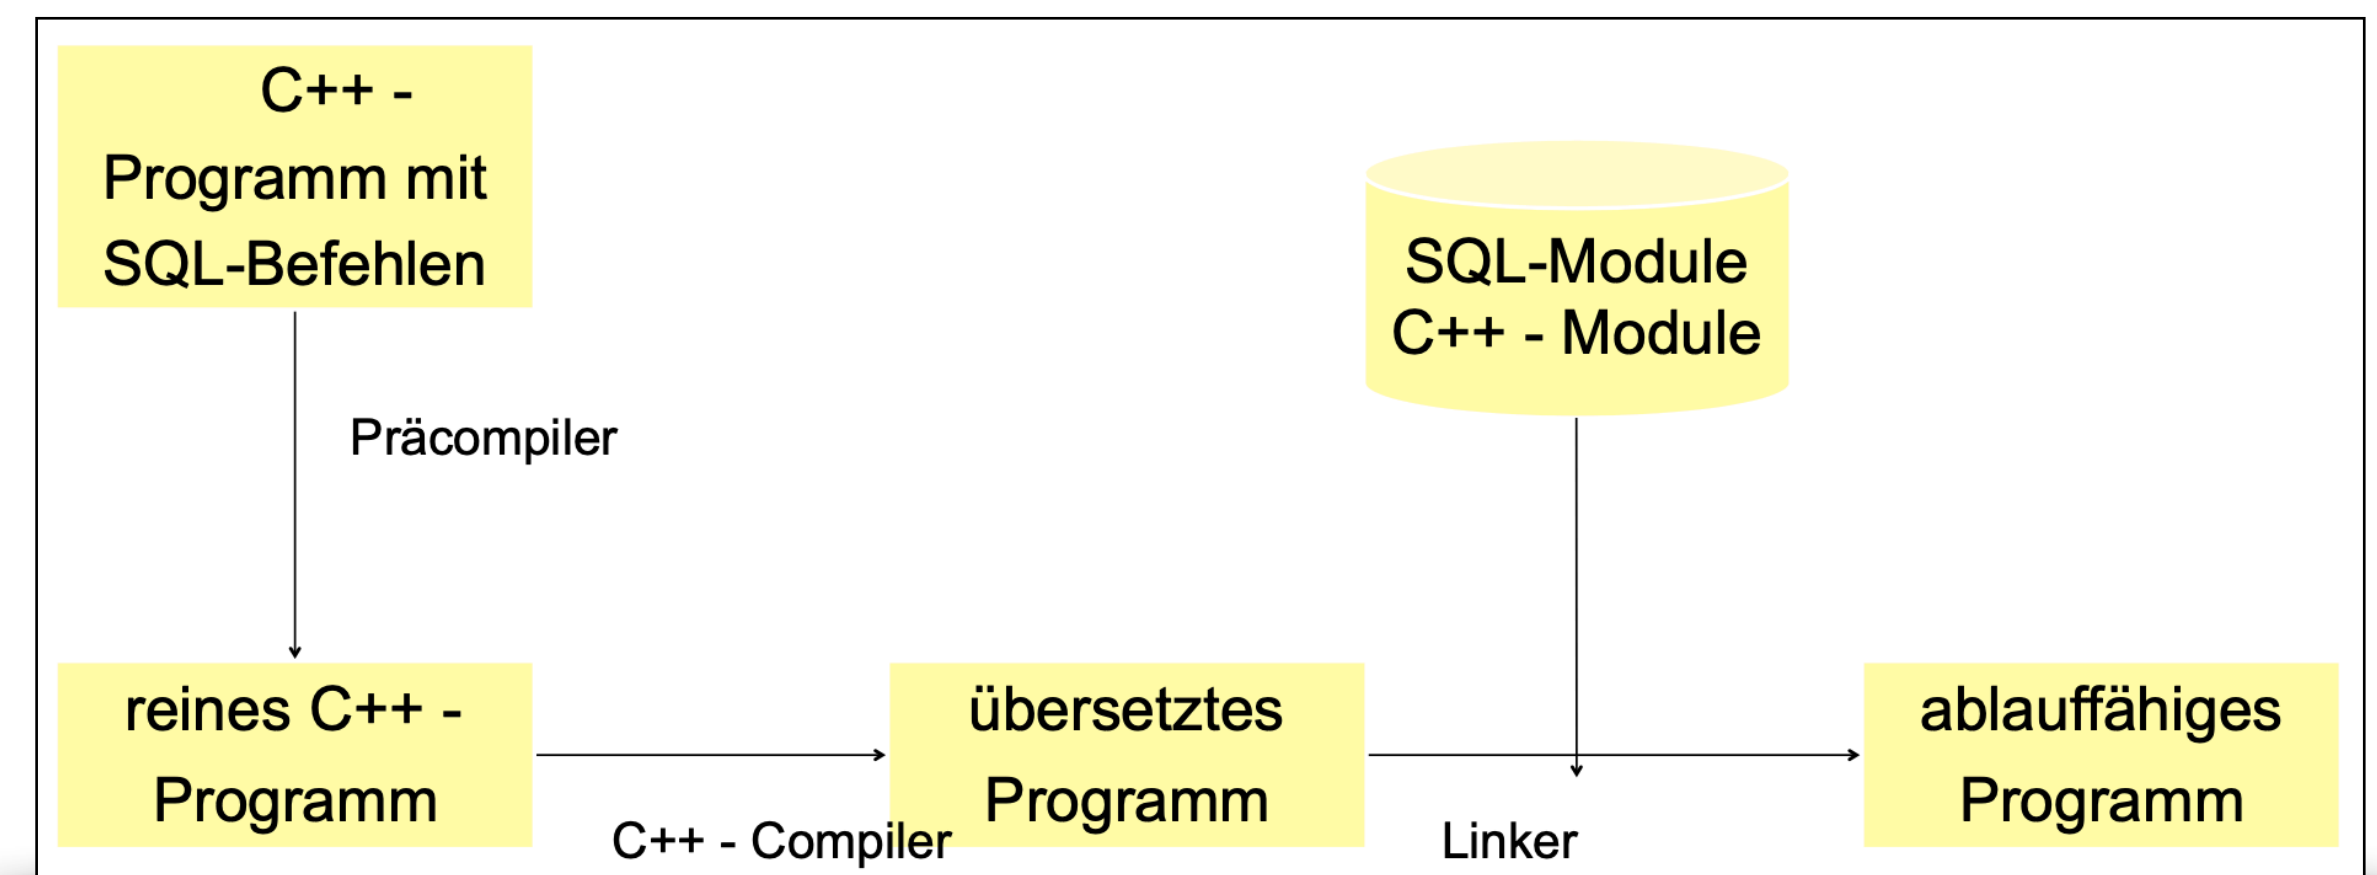 C++ -
Programm mit
SQL-Befehlen
SQL-Module
C++ - Module
Präcompiler
reines C++ -
Programm
übersetztes
Programm
ablauffähiges
Programm
C++ - Compiler
Linker